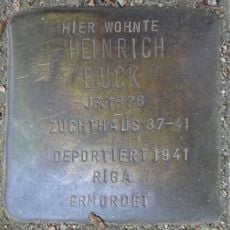 HIER WOHNTE
HEINRICH
BUCK
JG. 1876
ZUCHTHAUS 37-41
DEPORTIERT 1941
RIGA
ERMORDET